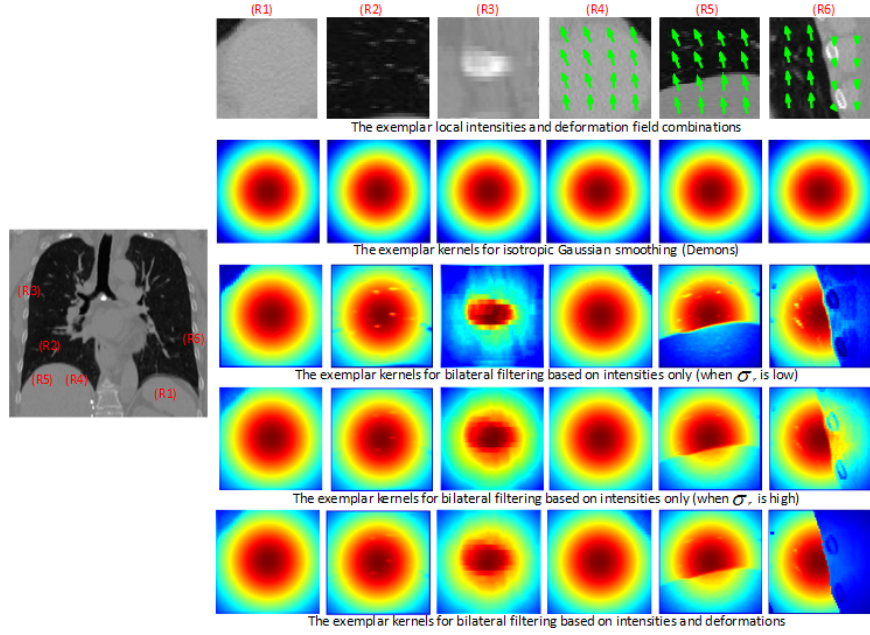 (R1) (R2) (R3) (R4) (R5) (R6)
The exemplar local intensities and deformation field combinations
The exemplar kernels for isotropic Gaussian smoothing (Demons)
The exemplar kernels for bilateral filtering based on intensities only (when σr is low)
The exemplar kernels for bilateral filtering based on intensities only (when σr is high)
The exemplar kernels for bilateral filtering based on intensities and deformations
(R3)
(R2) (R6)
(R5) (R4) (R1)